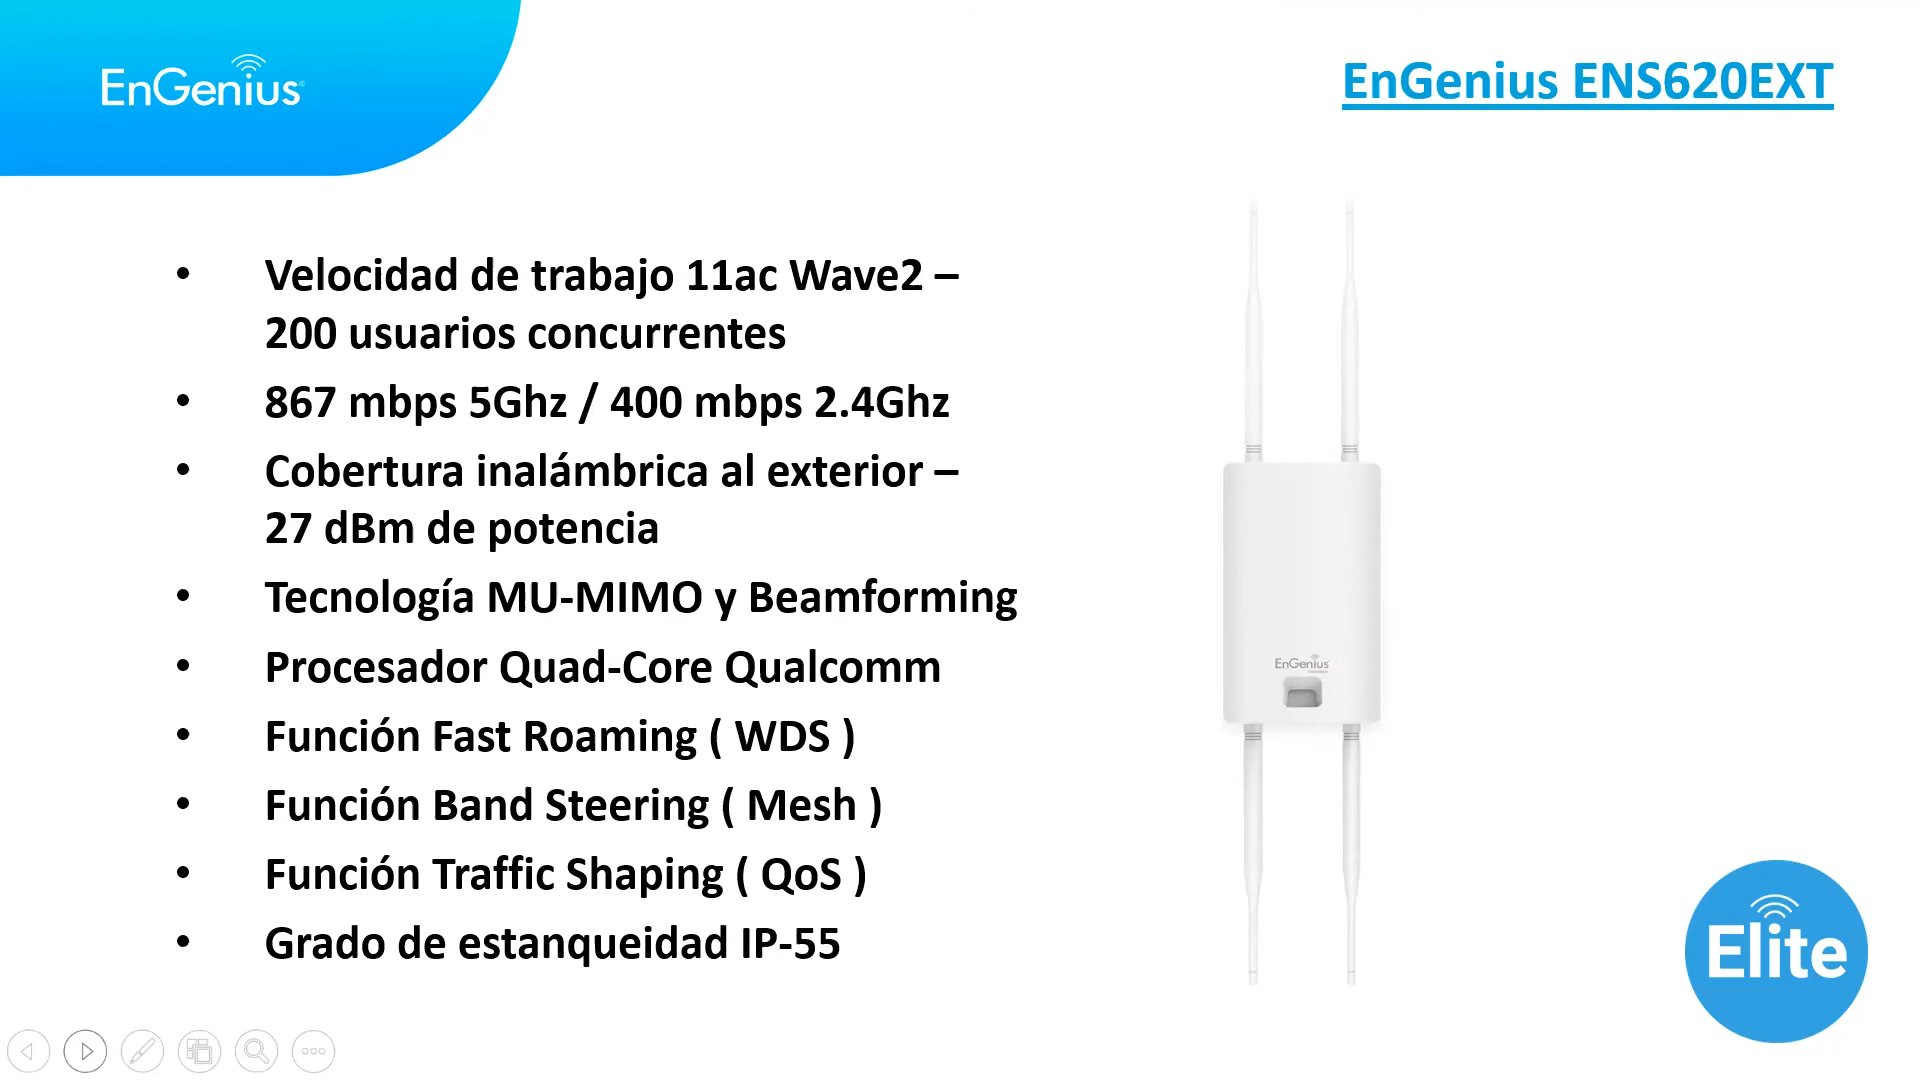 EnGenius
EnGenius ENS620EXT
• Velocidad de trabajo 11ac Wave2 –
200 usuarios concurrentes
• 867 mbps 5Ghz / 400 mbps 2.4Ghz
• Cobertura inalámbrica al exterior –
27 dBm de potencia
• Tecnología MU-MIMO y Beamforming
• Procesador Quad-Core Qualcomm
• Función Fast Roaming ( WDS )
• Función Band Steering ( Mesh )
• Función Traffic Shaping ( QoS )
• Grado de estanqueidad IP-55
EnGenius
Elite